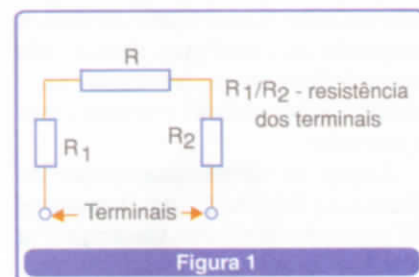 R
R1/R2 - resistência
dos terminais
R1
R2
Terminais
Figura 1